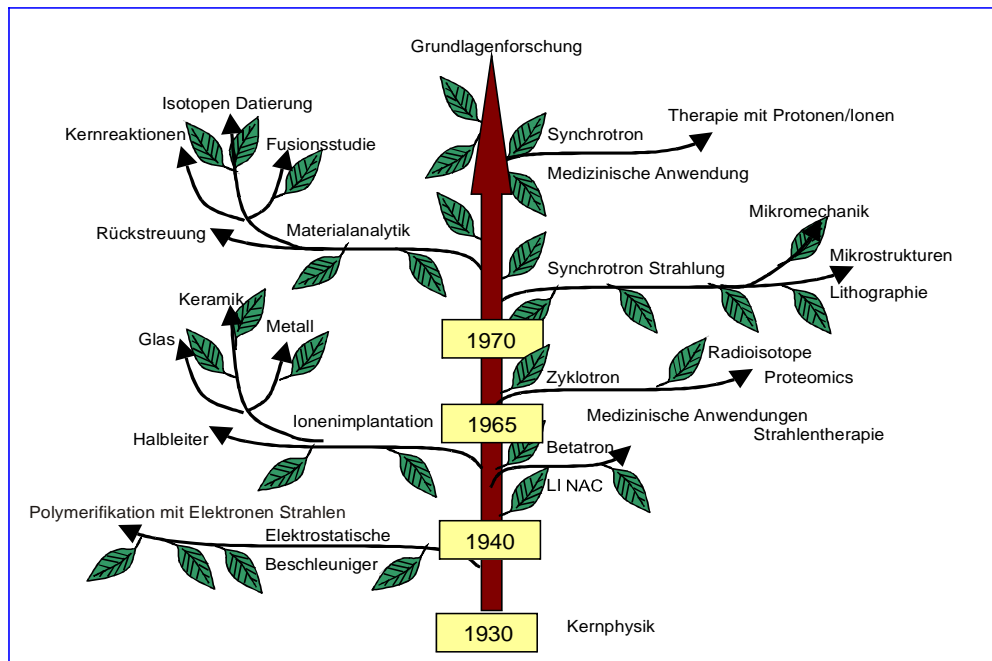 Grundlagenforschung
Isotopen Datierung
Kernreaktionen
Fusionsstudie
Synchrotron
Therapie mit Protonen/Ionen
Medizinische Anwendung
Rückstreuung
Materialanalytik
Mikromechanik
Mikrostrukturen
Synchrotron Strahlung
Lithographie
Keramik
Glas
Metall
1970
Radioisotope
Zyklotron
Proteomics
Ionenimplantation
1965
Medizinische Anwendungen
Strahlentherapie
Halbleiter
Betatron
LI NAC
Polymerifikation mit Elektronen Strahlen
Elektrostatische
Beschleuniger
1940
1930
Kernphysik